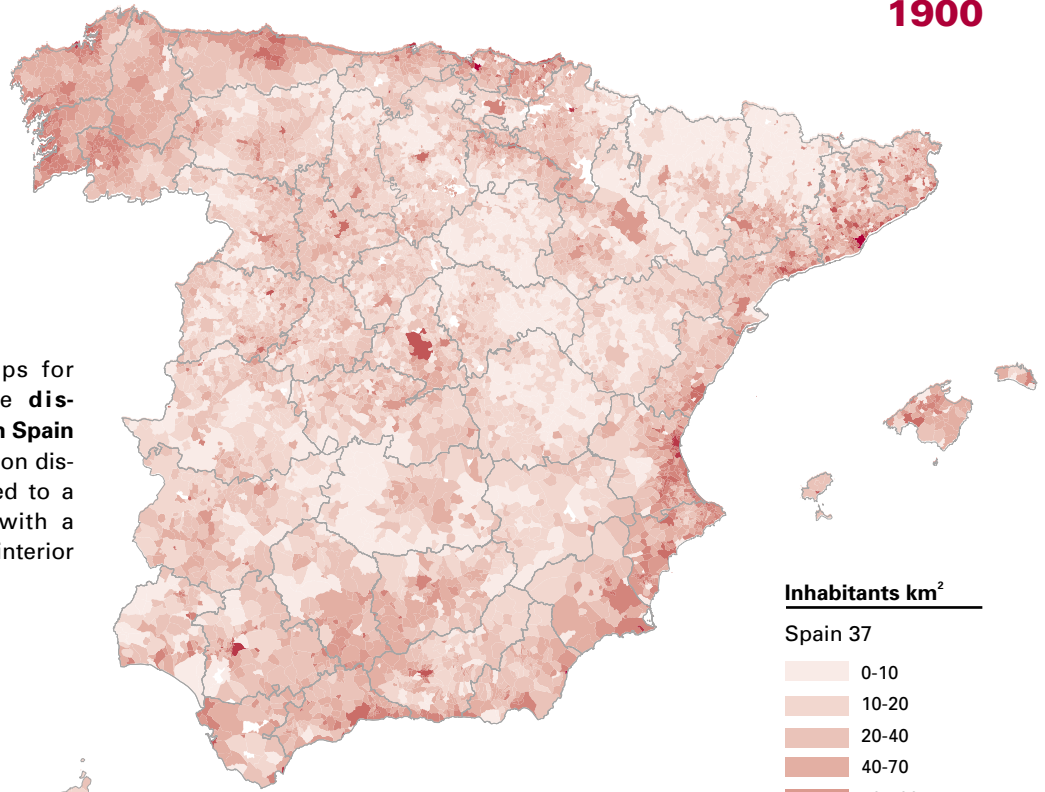 1900
ps for
e dis-
n Spain
on dis-
ed to a
with a
interior
Inhabitants km²
Spain 37
0-10
10-20
20-40
40-70